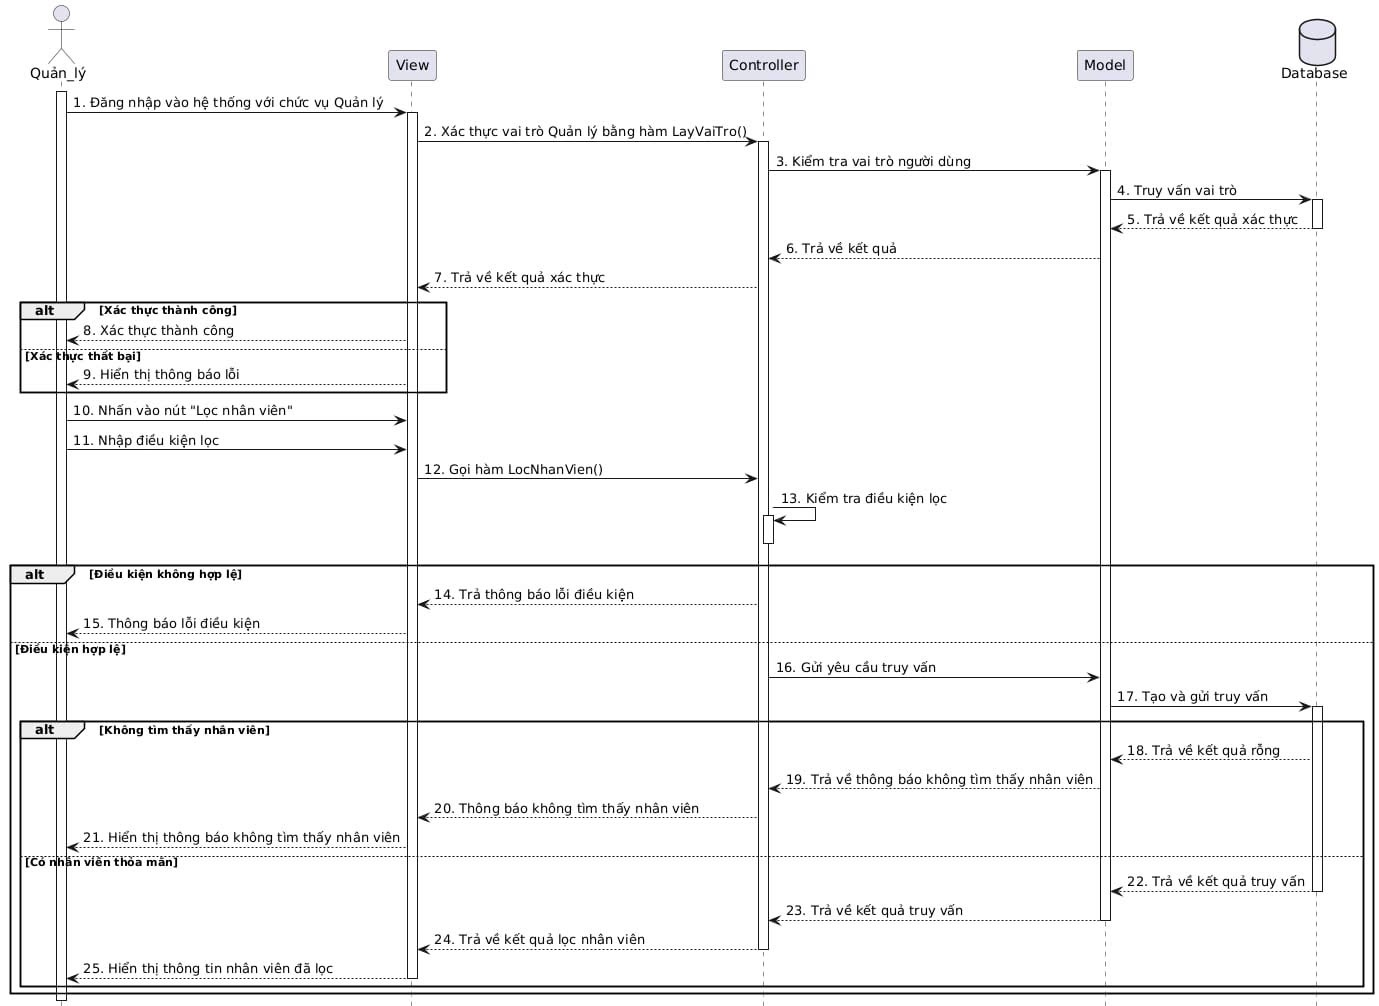 Quản_lý
View
Controller
Model
Database
1. Đăng nhập vào hệ thống với chức vụ Quản lý
2. Xác thực vai trò Quản lý bằng hàm LayVaiTro()
3. Kiểm tra vai trò người dùng
4. Truy vấn vai trò
5. Trả về kết quả xác thực
6. Trả về kết quả
7. Trả về kết quả xác thực
alt [Xác thực thành công]
8. Xác thực thành công
[Xác thực thất bại]
9. Hiển thị thông báo lỗi
10. Nhấn vào nút "Lọc nhân viên"
11. Nhập điều kiện lọc
12. Gọi hàm LocNhanVien()
13. Kiểm tra điều kiện lọc
alt [Điều kiện không hợp lệ]
14. Trả thông báo lỗi điều kiện
15. Thông báo lỗi điều kiện
[Điều kiện hợp lệ]
16. Gửi yêu cầu truy vấn
17. Tạo và gửi truy vấn
alt [Không tìm thấy nhân viên]
18. Trả về kết quả rỗng
19. Trả về thông báo không tìm thấy nhân viên
20. Thông báo không tìm thấy nhân viên
21. Hiển thị thông báo không tìm thấy nhân viên
[Có nhân viên thỏa mãn]
22. Trả về kết quả truy vấn
23. Trả về kết quả truy vấn
24. Trả về kết quả lọc nhân viên
25. Hiển thị thông tin nhân viên đã lọc